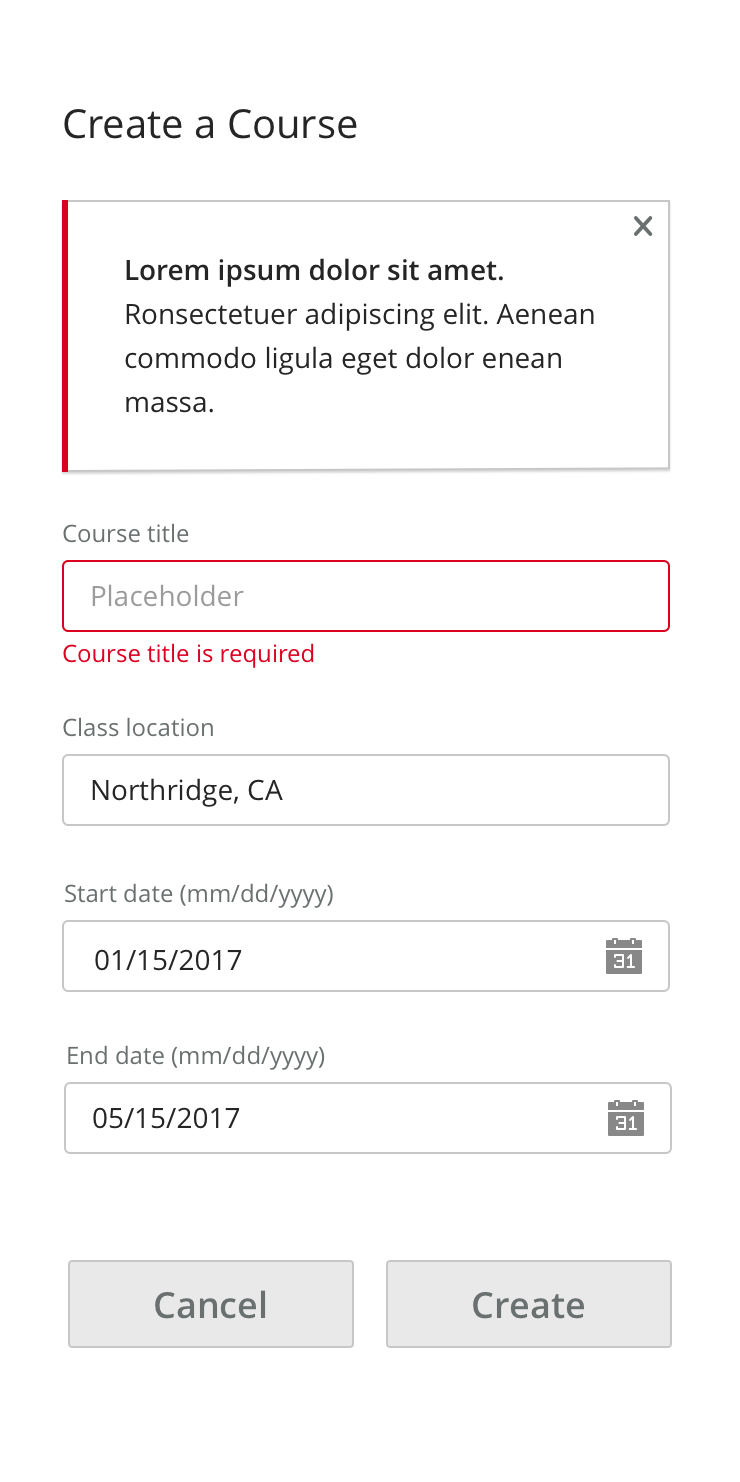 Create a Course
Lorem ipsum dolor sit amet.
Ronsectetuer adipiscing elit. Aenean
commodo ligula eget dolor enean
massa.
Course title
Placeholder
Course title is required
Class location
Northridge, CA
Start date (mm/dd/yyyy)
01/15/2017
31
End date (mm/dd/yyyy)
05/15/2017
31
Cancel
Create